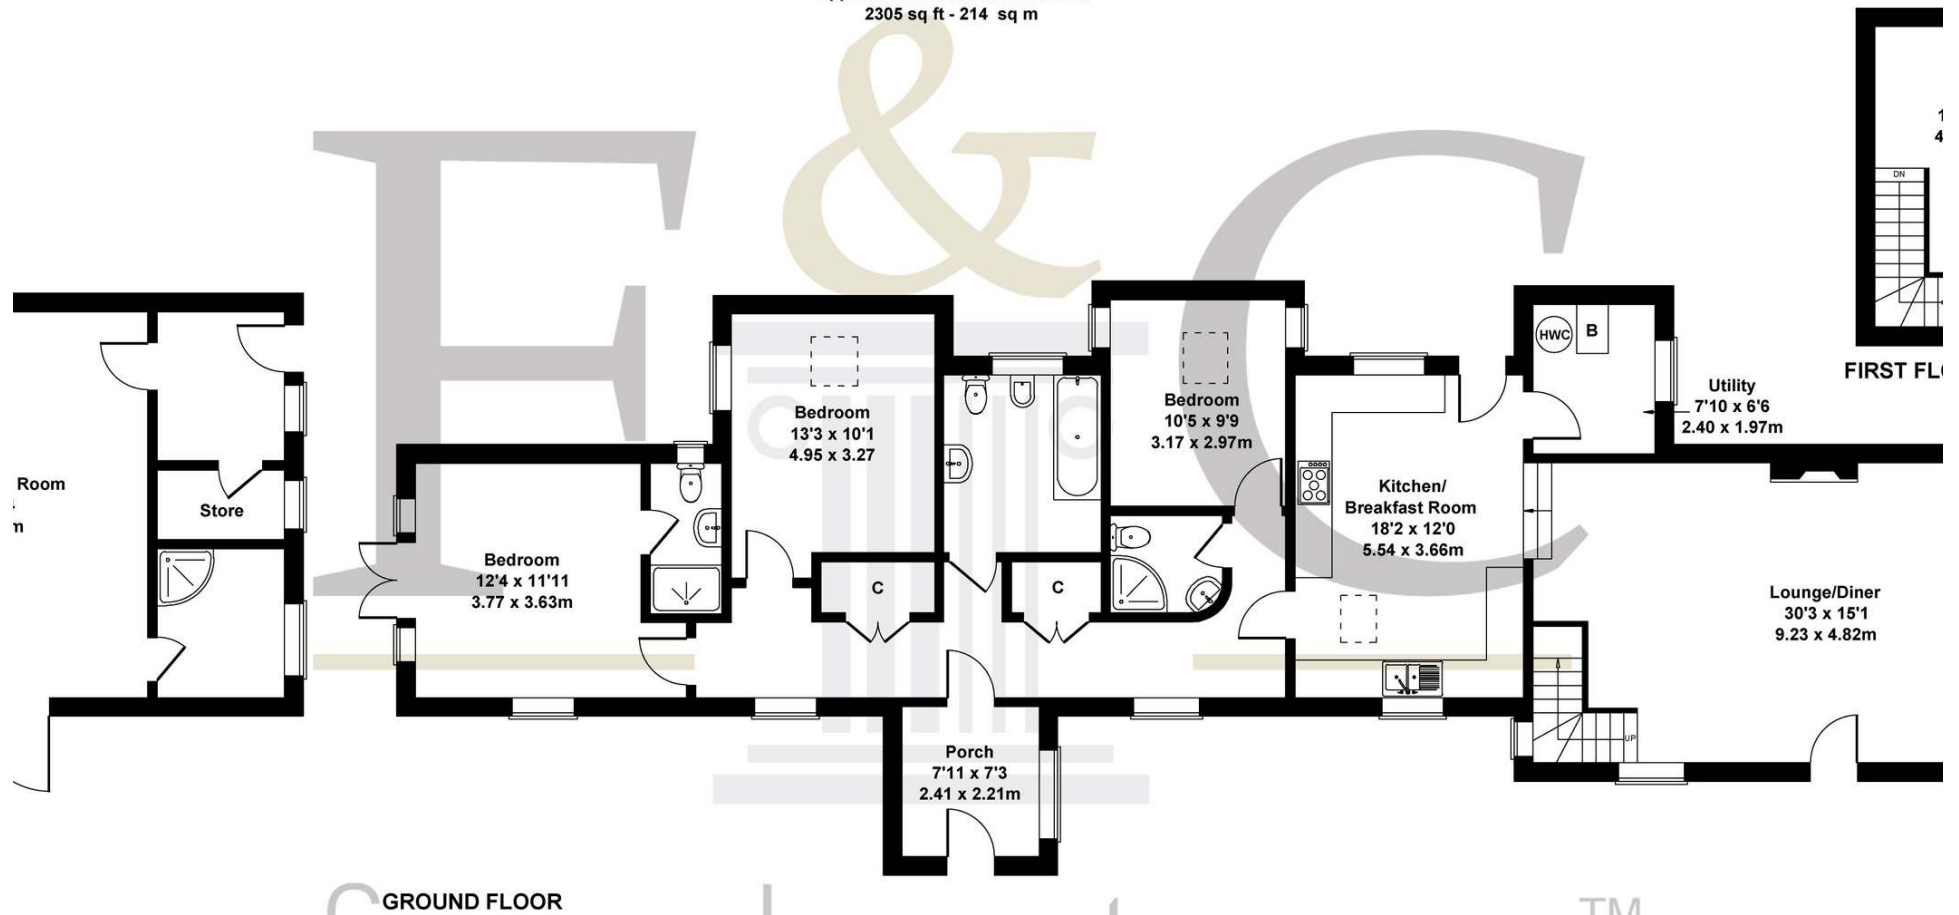 2305 sq ft - 214 sq m
E & C
DN
FIRST FL
Room
Store
Bedroom
12'4 x 11'11
3.77 x 3.63m
Bedroom
13'3 x 10'1
4.95 x 3.27
C
C
Bedroom
10'5 x 9'9
3.17 x 2.97m
Kitchen/
Breakfast Room
18'2 x 12'0
5.54 x 3.66m
HWC
B
Utility
7'10 x 6'6
2.40 x 1.97m
Lounge/Diner
30'3 x 15'1
9.23 x 4.82m
UP
Porch
7'11 x 7'3
2.41 x 2.21m
GROUND FLOOR
TM